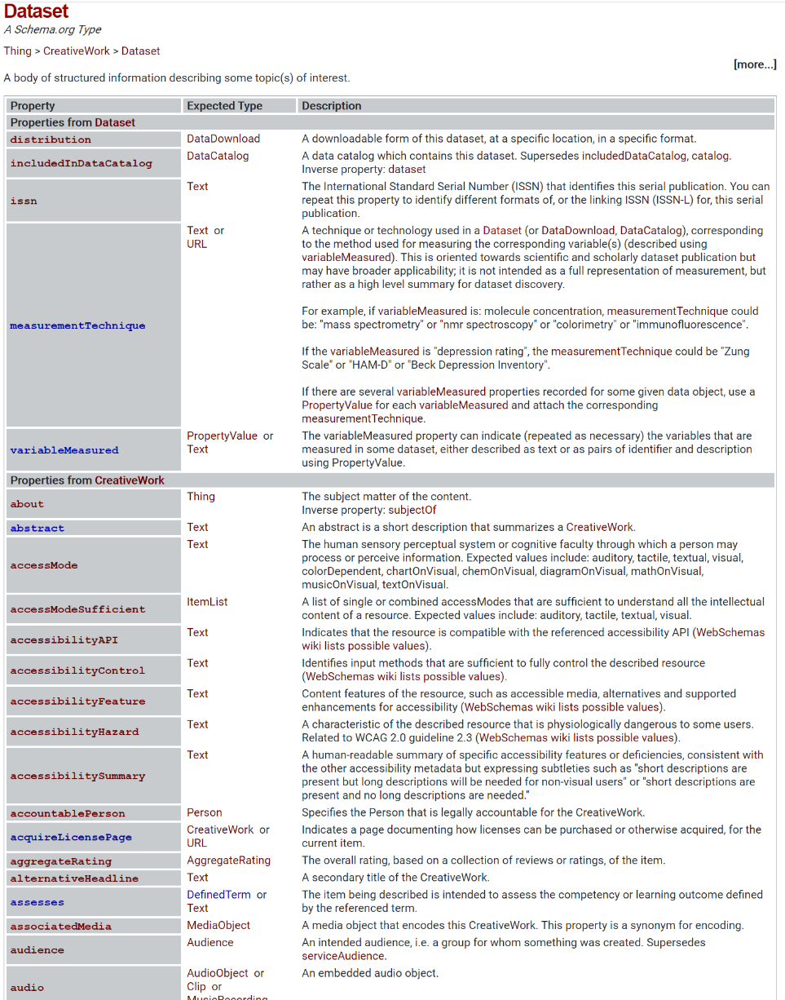 Dataset
A Schema.org Type
Thing > CreativeWork > Dataset
[more...]
A body of structured information describing some topic(s) of interest.
Property Expected Type Description
Properties from Dataset
distribution DataDownload A downloadable form of this dataset, at a specific location, in a specific format.
includedInDataCatalog DataCatalog A data catalog which contains this dataset. Supersedes includedDataCatalog, catalog.
Inverse property: dataset
issn Text The International Standard Serial Number (ISSN) that identifies this serial publication. You can
repeat this property to identify different formats of, or the linking ISSN (ISSN-L) for, this serial
publication.
measurementTechnique Text or A technique or technology used in a Dataset (or DataDownload, DataCatalog), corresponding
URL to the method used for measuring the corresponding variable(s) (described using
variableMeasured). This is oriented towards scientific and scholarly dataset publication but
may have broader applicability; it is not intended as a full representation of measurement, but
rather as a high level summary for dataset discovery.
For example, if variableMeasured is: molecule concentration, measurementTechnique could
be: "mass spectrometry" or "nmr spectroscopy" or "colorimetry" or "immunofluorescence".
If the variableMeasured is "depression rating", the measurementTechnique could be "Zung
Scale" or "HAM-D" or "Beck Depression Inventory".
If there are several variableMeasured properties recorded for some given data object, use a
PropertyValue for each variableMeasured and attach the corresponding
measurementTechnique.
variableMeasured PropertyValue or The variableMeasured property can indicate (repeated as necessary) the variables that are
Text measured in some dataset, either described as text or as pairs of identifier and description
using PropertyValue.
Properties from CreativeWork
about Thing The subject matter of the content.
Inverse property: subjectOf
abstract Text An abstract is a short description that summarizes a CreativeWork.
accessMode Text The human sensory perceptual system or cognitive faculty through which a person may
process or perceive information. Expected values include: auditory, tactile, textual, visual,
colorDependent, chartOnVisual, chemOnVisual, diagramOnVisual, mathOnVisual,
musicOnVisual, textOnVisual.
accessModeSufficient ItemList A list of single or combined accessModes that are sufficient to understand all the intellectual
content of a resource. Expected values include: auditory, tactile, textual, visual.
accessibilityAPI Text Indicates that the resource is compatible with the referenced accessibility API (WebSchemas
wiki lists possible values).
accessibilityControl Text Identifies input methods that are sufficient to fully control the described resource
(WebSchemas wiki lists possible values).
accessibilityFeature Text Content features of the resource, such as accessible media, alternatives and supported
enhancements for accessibility (WebSchemas wiki lists possible values).
accessibilityHazard Text A characteristic of the described resource that is physiologically dangerous to some users.
Related to WCAG 2.0 guideline 2.3 (WebSchemas wiki lists possible values).
accessibilitySummary Text A human-readable summary of specific accessibility features or deficiencies, consistent with
the other accessibility metadata but expressing subtleties such as "short descriptions are
present but long descriptions will be needed for non-visual users" or "short descriptions are
present and no long descriptions are needed."
accountablePerson Person Specifies the Person that is legally accountable for the CreativeWork.
acquireLicensePage CreativeWork or Indicates a page documenting how licenses can be purchased or otherwise acquired, for the
URL current item.
aggregateRating AggregateRating The overall rating, based on a collection of reviews or ratings, of the item.
alternativeHeadline Text A secondary title of the CreativeWork.
assesses DefinedTerm or The item being described is intended to assess the competency or learning outcome defined
Text by the referenced term.
associatedMedia MediaObject A media object that encodes this CreativeWork. This property is a synonym for encoding.
audience Audience An intended audience, i.e. a group for whom something was created. Supersedes
serviceAudience.
audio AudioObject or An embedded audio object.
Clip or
MusicRecording